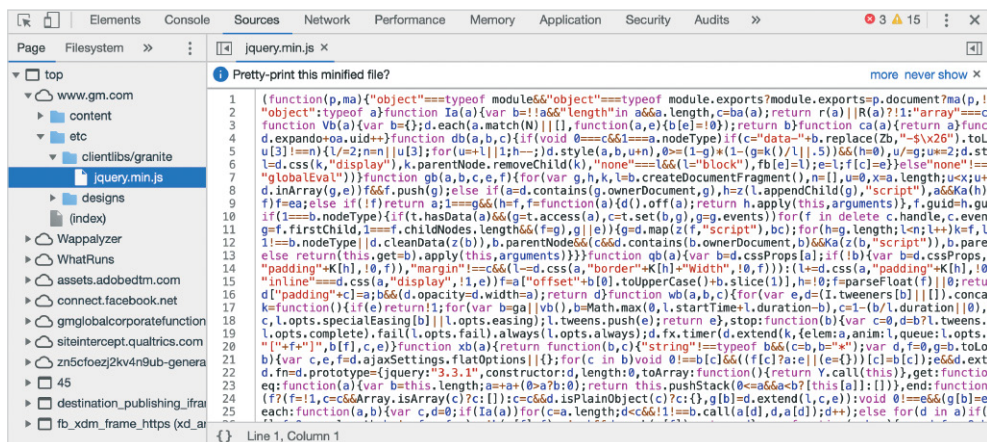 Elements Console Sources Network Performance Memory Application Security Audits » 3 15
Page Filesystem »
top
www.gm.com
content
etc
clientlibs/granite
jquery.min.js
designs
(index)
Wappalyzer
WhatRuns
assets.adobedtm.com
connect.facebook.net
gmglobalcorporatefunction
siteintercept.qualtrics.com
zn5cfoezj2kv4n9ub-genera
45
destination_publishing_ifrar
fb_xdm_frame_https (xd_ar
jquery.min.js ×
Pretty-print this minified file? more never show ×
1 (function(p,ma){"object"===typeof module&&"object"===typeof module.exports?module.exports=p.document?ma(p,!
2 "object":typeof a}function Ia(a){var b=!!a&&"length"in a&&a.length,c=ba(a);return r(a)||R(a)?!1:"array"===c
3 function Vb(a){var b={};d.each(a.match(N)||[],function(a,e){b[e]=!0});return b}function ca(a){return a}func
4 d.expando+oa.uid++}function db(a,b,c){if(void 0===c&&1===a.nodeType)if(c="data-"+b.replace(Zb,"-$\x26").toL
5 u[3]!==n){l/=2;n=n||u[3];for(u=+l||1;h--;)d.style(a,b,u+n),0>=(1-g)*(1-(g=k()/l||.5))&&(h=0),u/=g;u*=2;d.st
6 l=d.css(k,"display"),k.parentNode.removeChild(k),"none"===l&&(l="block"),fb[e]=l);e=l;f[c]=e}}else"none"!==
7 "globalEval"))}function gb(a,b,c,e,f){for(var g,h,k,l=b.createDocumentFragment(),n=[],u=0,x=a.length;u<x;u+
8 d.inArray(g,e))f&&f.push(g);else if(a=d.contains(g.ownerDocument,g),h=z(l.appendChild(g),"script"),a&&Ka(h)
9 f)f=ea;else if(!f)return a;1===g&&(h=f,f=function(a){d().off(a);return h.apply(this,arguments)},f.guid=h.gu
10 if(1===b.nodeType){if(t.hasData(a)&&(g=t.access(a),c=t.set(b,g),g=g.events))for(f in delete c.handle,c.even
11 g=f.firstChild,1===f.childNodes.length&&(f=g),g||e)){g=d.map(z(f,"script"),bc);for(h=g.length;l<n;l++)k=f,l
12 1!==b.nodeType||d.cleanData(z(b)),b.parentNode&&(c&&d.contains(b.ownerDocument,b)&&Ka(z(b,"script")),b.pare
13 else return(this.get=b).apply(this,arguments)}}}function qb(a){var b=d.cssProps[a];if(!b){var b=d.cssProps,
14 "padding"+K[h],!0,f)),"margin"!==c&&(l-=d.css(a,"border"+K[h]+"Width",!0,f))):(l+=d.css(a,"padding"+K[h],!0
15 "inline"===d.css(a,"display",!1,e))f=a["offset"+b[0].toUpperCase()+b.slice(1)],h=!0;f=parseFloat(f)||0;retu
16 d["padding"+c]=a;b&&(d.opacity=d.width=a);return d}function wb(a,b,c){for(var e,d=(I.tweeners[b]||[]).conca
17 k=function(){if(e)return!1;for(var b=ga||vb(),b=Math.max(0,l.startTime+l.duration-b),c=1-(b/l.duration||0),
18 c,l.opts.specialEasing[b]||l.opts.easing);l.tweens.push(e);return e},stop:function(b){var c=0,d=b?l.tweens.
19 l.opts.complete).fail(l.opts.fail).always(l.opts.always);d.fx.timer(d.extend(k,{elem:a,anim:l,queue:l.opts.
20 "["+f+"]",b[f],c,e)}function xb(a){return function(b,c){"string"!==typeof b&&(c=b,b="*");var d,f=0,g=b.toLo
21 b){var c,e,f=d.ajaxSettings.flatOptions||{};for(c in b)void 0!==b[c]&&((f[c]?a:e||(e={}))[c]=b[c]);e&&d.ext
22 d.fn=d.prototype={jquery:"3.3.1",constructor:d,length:0,toArray:function(){return Y.call(this)},get:functio
23 eq:function(a){var b=this.length;a=+a+(0>a?b:0);return this.pushStack(0<=a&&a<b?[this[a]]:[])},end:function
24 (f?(f=!1,c=c&&Array.isArray(c)?c:[]):c=c&&d.isPlainObject(c)?c:{},g[b]=d.extend(l,c,e)):void 0!==e&&(g[b]=e
25 each:function(a,b){var c,d=0;if(Ia(a))for(c=a.length;d<c&&!1!==b.call(a[d],d,a[d]);d++);else for(d in a)if(
{} Line 1, Column 1